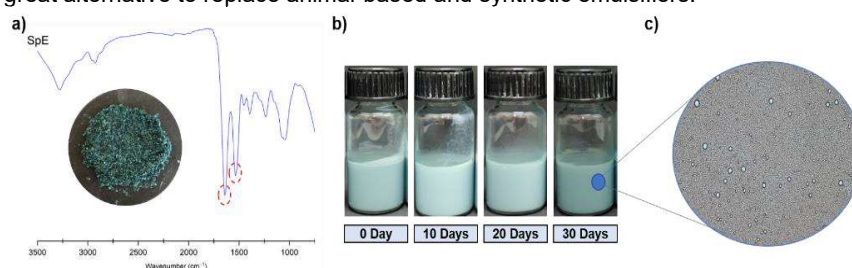 great alternative to replace animal based and synthetic emulsifiers.
a)
b)
c)
SpE
0 Day
10 Days
20 Days
30 Days
3500 3000 2500 2000 1500 1000
Wavenumber (cm⁻¹)